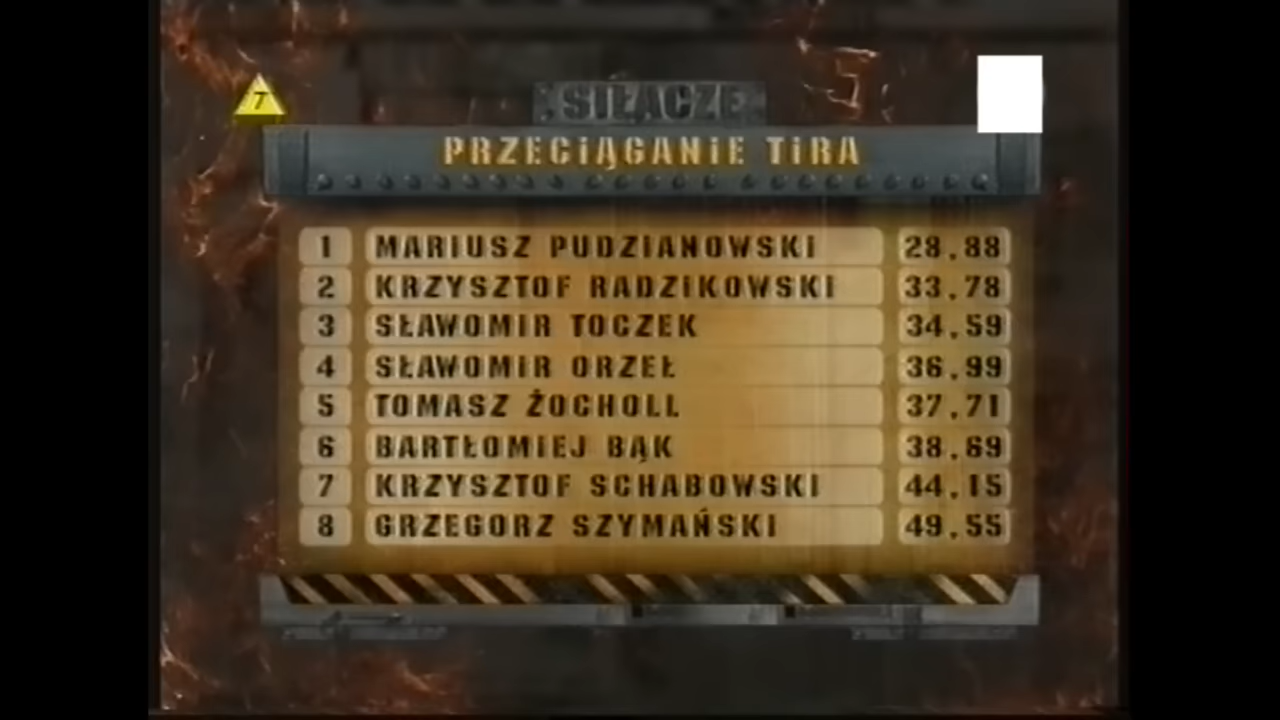 7
SIŁACZE
PRZECIĄGANIE TIRA
1 MARIUSZ PUDZIANOWSKI 28.88
2 KRZYSZTOF RADZIKOWSKI 33.78
3 SŁAWOMIR TOCZEK 34.59
4 SŁAWOMIR ORZEŁ 36.99
5 TOMASZ ŻOCHOLL 37.71
6 BARTŁOMIEJ BĄK 38.69
7 KRZYSZTOF SCHABOWSKI 44.15
8 GRZEGORZ SZYMAŃSKI 49.55